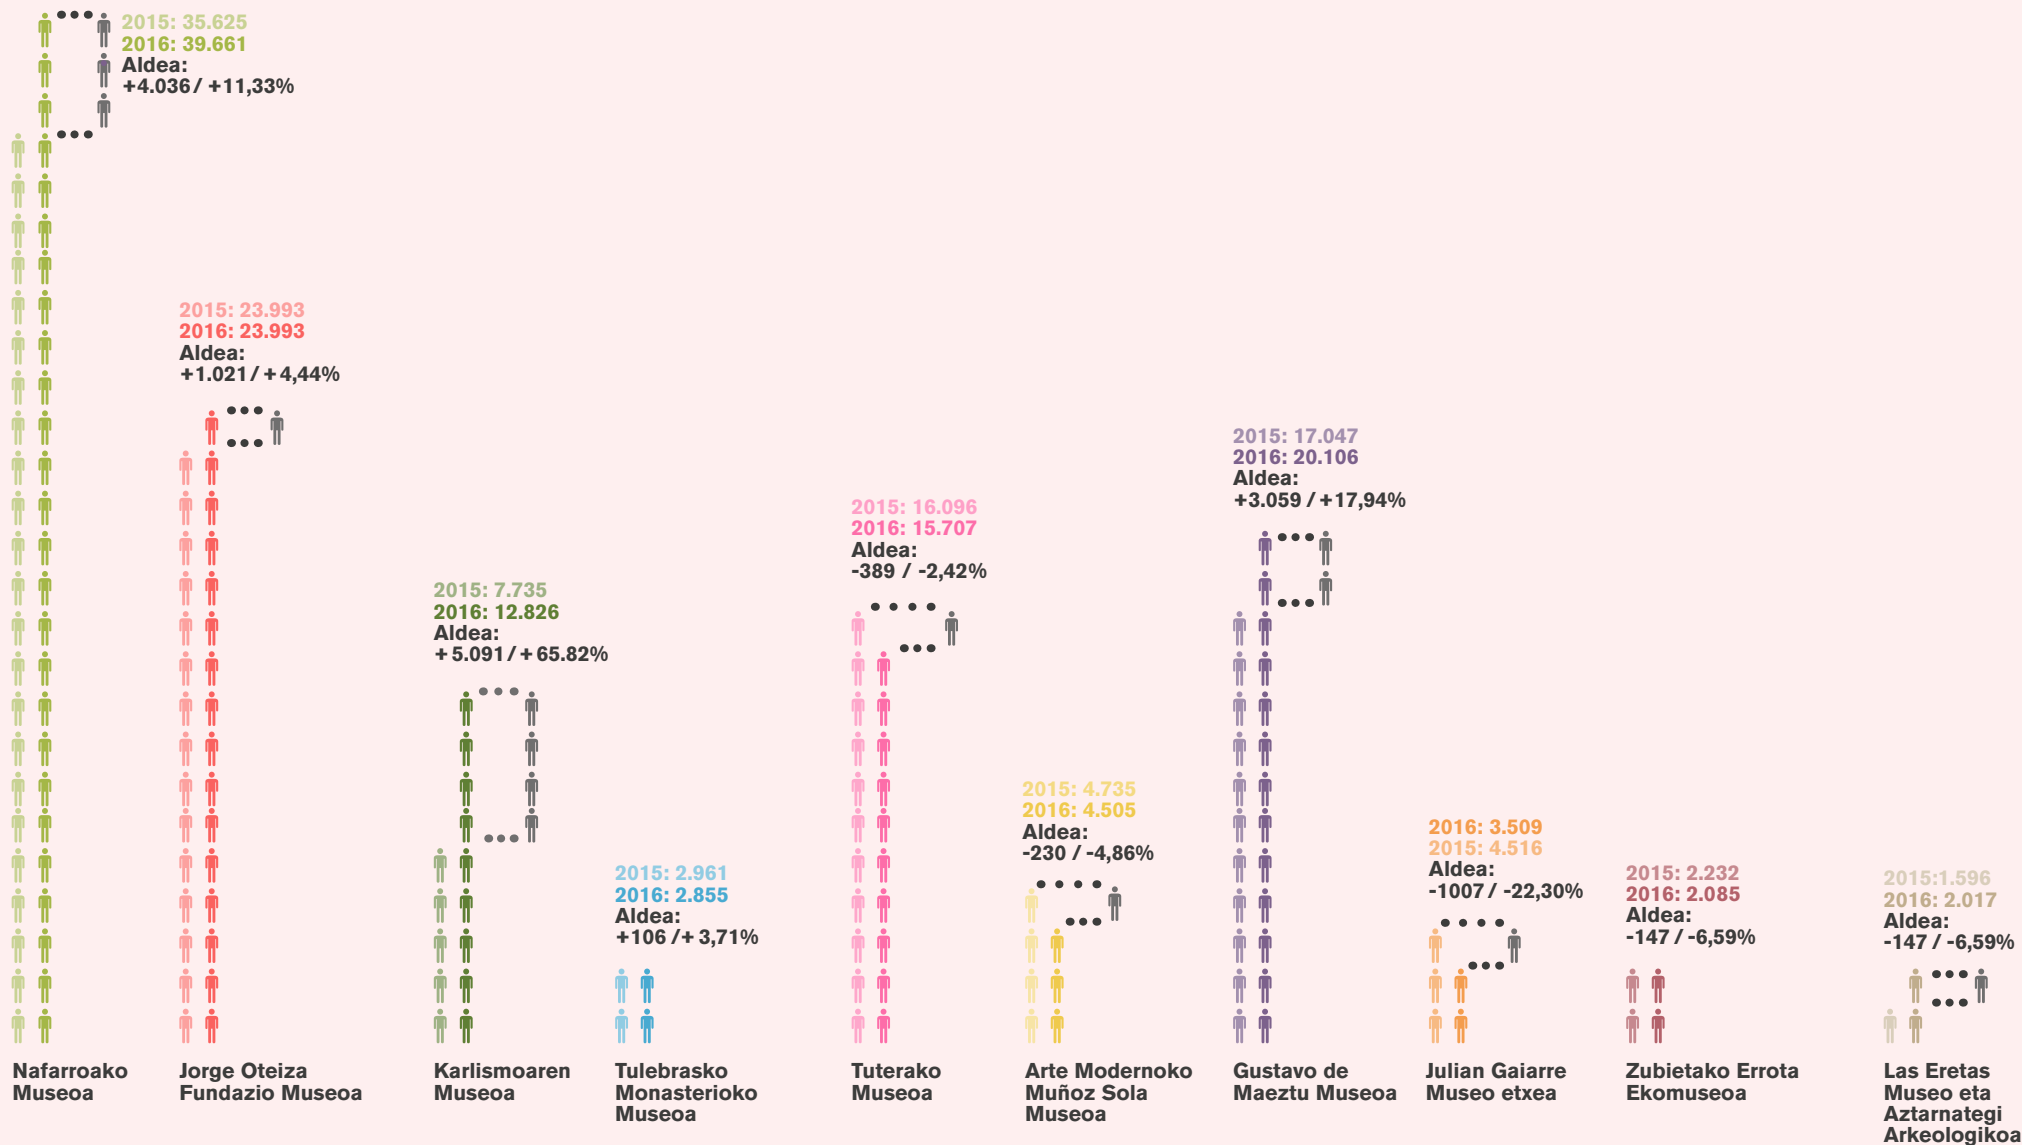 2015: 35.625
2016: 39.661
Aldea:
+4.036 / +11,33%
Nafarroako
Museoa
2015: 23.993
2016: 23.993
Aldea:
+1.021 / + 4,44%
Jorge Oteiza
Fundazio Museoa
2015: 7.735
2016: 12.826
Aldea:
+ 5.091 / + 65.82%
Karlismoaren
Museoa
2015: 2.961
2016: 2.855
Aldea:
+106 /+ 3,71%
Tulebrasko
Monasterioko
Museoa
2015: 16.096
2016: 15.707
Aldea:
-389 / -2,42%
Tuterako
Museoa
2015: 4.735
2016: 4.505
Aldea:
-230 / -4,86%
Arte Modernoko
Muñoz Sola
Museoa
2015: 17.047
2016: 20.106
Aldea:
+3.059 / +17,94%
Gustavo de
Maeztu Museoa
2016: 3.509
2015: 4.516
Aldea:
-1007 / -22,30%
Julian Gaiarre
Museo etxea
2015: 2.232
2016: 2.085
Aldea:
-147 / -6,59%
Zubietako Errota
Ekomuseoa
2015:1.596
2016: 2.017
Aldea:
-147 / -6,59%
Las Eretas
Museo eta
Aztarnategi
Arkeologikoa